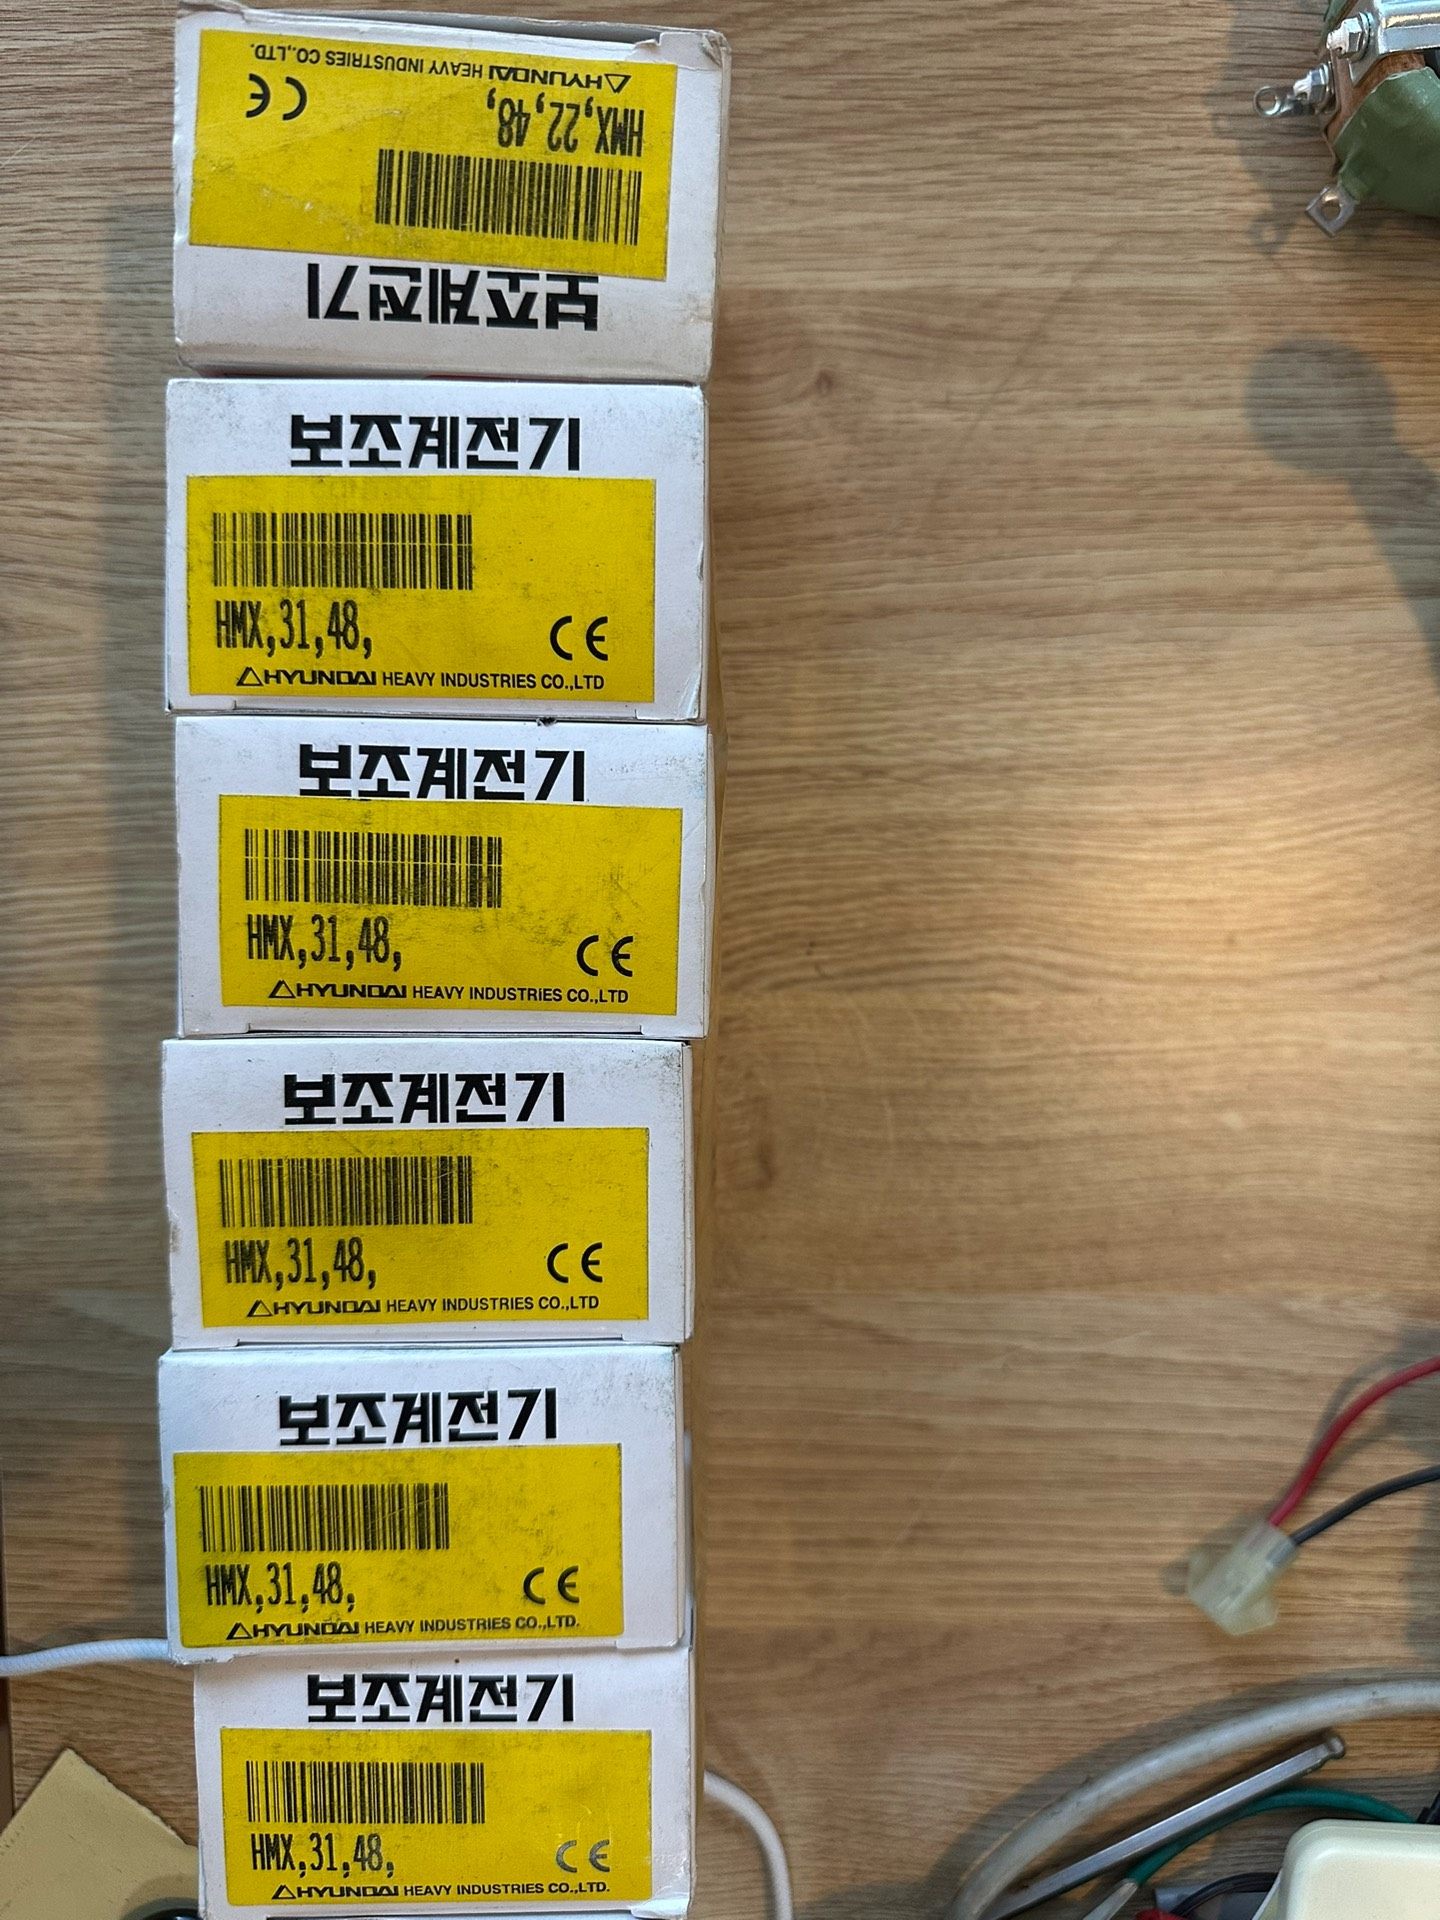 보조계전기
HMX,22,48,
CE
HYUNDAI HEAVY INDUSTRIES CO.,LTD.
보조계전기
HMX,31,48,
CE
HYUNDAI HEAVY INDUSTRIES CO.,LTD
보조계전기
HMX,31,48,
CE
HYUNDAI HEAVY INDUSTRIES CO.,LTD
보조계전기
HMX,31,48,
CE
HYUNDAI HEAVY INDUSTRIES CO.,LTD
보조계전기
HMX,31,48,
CE
HYUNDAI HEAVY INDUSTRIES CO.,LTD.
보조계전기
HMX,31,48,
CE
HYUNDAI HEAVY INDUSTRIES CO.,LTD.